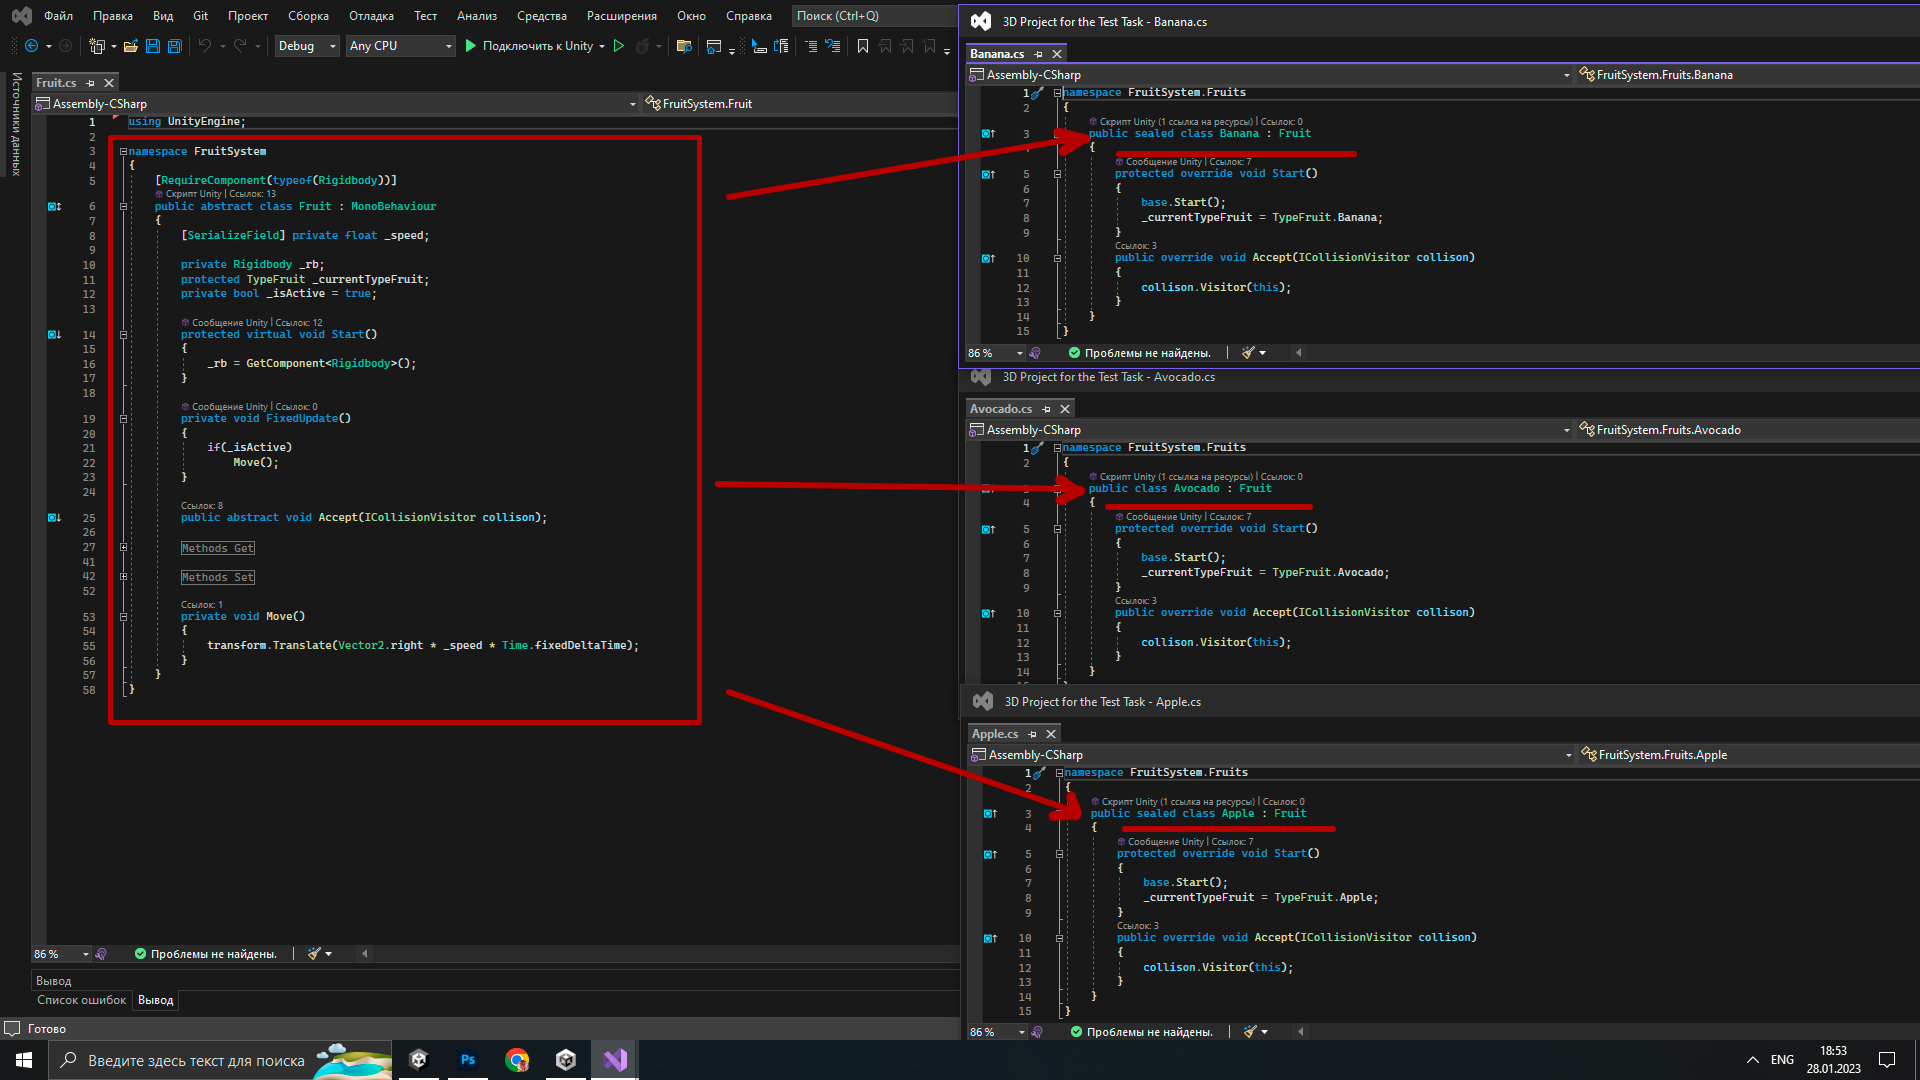 Файл Правка Вид Git Проект Сборка Отладка Тест Анализ Средства Расширения Окно Справка Поиск (Ctrl+Q)
Debug Any CPU Подключить к Unity
Источники данных
Fruit.cs
Assembly-CSharp FruitSystem.Fruit
1 using UnityEngine;
2
3 namespace FruitSystem
4 {
5 [RequireComponent(typeof(Rigidbody))]
Скрипт Unity | Ссылок: 13
6 public abstract class Fruit : MonoBehaviour
7 {
8 [SerializeField] private float _speed;
9
10 private Rigidbody _rb;
11 protected TypeFruit _currentTypeFruit;
12 private bool _isActive = true;
13
Сообщение Unity | Ссылок: 12
14 protected virtual void Start()
15 {
16 _rb = GetComponent<Rigidbody>();
17 }
18
Сообщение Unity | Ссылок: 0
19 private void FixedUpdate()
20 {
21 if(_isActive)
22 Move();
23 }
24
Ссылок: 8
25 public abstract void Accept(ICollisionVisitor collison);
26
27 Methods Get
41
42 Methods Set
52
Ссылок: 1
53 private void Move()
54 {
55 transform.Translate(Vector2.right * _speed * Time.fixedDeltaTime);
56 }
57 }
58 }
86 % Проблемы не найдены.
Вывод
Список ошибок Вывод
Готово
3D Project for the Test Task - Banana.cs
Banana.cs
Assembly-CSharp FruitSystem.Fruits.Banana
1 namespace FruitSystem.Fruits
2 {
Скрипт Unity (1 ссылка на ресурсы) | Ссылок: 0
3 public sealed class Banana : Fruit
{
Сообщение Unity | Ссылок: 7
5 protected override void Start()
6 {
7 base.Start();
8 _currentTypeFruit = TypeFruit.Banana;
9 }
Ссылок: 3
10 public override void Accept(ICollisionVisitor collison)
11 {
12 collison.Visitor(this);
13 }
14 }
15 }
86 % Проблемы не найдены.
3D Project for the Test Task - Avocado.cs
Avocado.cs
Assembly-CSharp FruitSystem.Fruits.Avocado
1 namespace FruitSystem.Fruits
2 {
Скрипт Unity (1 ссылка на ресурсы) | Ссылок: 0
public class Avocado : Fruit
4 {
Сообщение Unity | Ссылок: 7
5 protected override void Start()
6 {
7 base.Start();
8 _currentTypeFruit = TypeFruit.Avocado;
9 }
Ссылок: 3
10 public override void Accept(ICollisionVisitor collison)
11 {
12 collison.Visitor(this);
13 }
14 }
3D Project for the Test Task - Apple.cs
Apple.cs
Assembly-CSharp FruitSystem.Fruits.Apple
1 namespace FruitSystem.Fruits
2 {
Скрипт Unity (1 ссылка на ресурсы) | Ссылок: 0
3 public sealed class Apple : Fruit
4 {
Сообщение Unity | Ссылок: 7
5 protected override void Start()
6 {
7 base.Start();
8 _currentTypeFruit = TypeFruit.Apple;
9 }
Ссылок: 3
10 public override void Accept(ICollisionVisitor collison)
11 {
12 collison.Visitor(this);
13 }
14 }
15 }
86 % Проблемы не найдены.
Введите здесь текст для поиска Ps ENG 18:53
28.01.2023